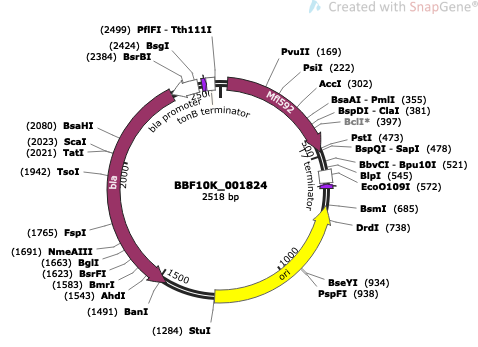 Created with SnapGene®
(2499) PflFI - Tth111I
(2424) BsgI
(2384) BsrBI
PvuII (169)
PsiI (222)
AccI (302)
BsaAI - PmlI (355)
BspDI - ClaI (381)
BclI* (397)
PstI (473)
BspQI - SapI (478)
BbvCI - Bpu10I (521)
BlpI (545)
EcoO109I (572)
BsmI (685)
DrdI (738)
BseYI (934)
PspFI (938)
(2080) BsaHI
(2023) ScaI
(2021) TatI
(1942) TsoI
(1765) FspI
(1691) NmeAIII
(1663) BglI
(1623) BsrFI
(1583) BmrI
(1543) AhdI
(1491) BanI
(1284) StuI
bla promoter
tonB terminator
T7 terminator
bla
ori
500
1000
1500
2000
BBF10K_001824
2518 bp